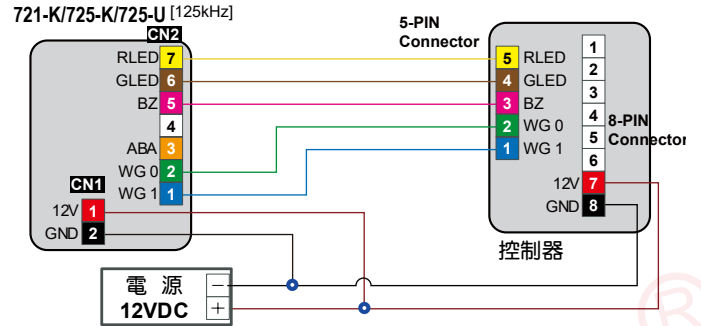 721-K/725-K/725-U [125kHz]
CN2
RLED 7
GLED 6
BZ 5
4
ABA 3
WG 0 2
WG 1 1
CN1
12V 1
GND 2
5-PIN
Connector
5 RLED
4 GLED
3 BZ
2 WG 0
1 WG 1
1
2
3
4
5
6
12V 7
GND 8
8-PIN
Connector
控制器
電 源
12VDC
−
+
R